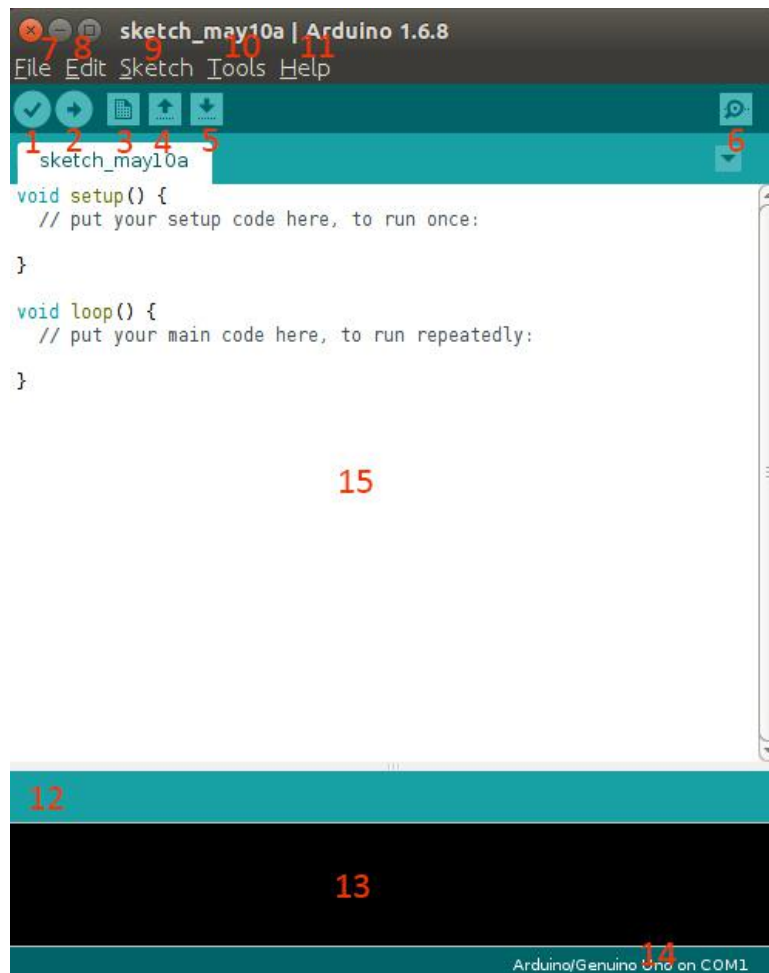 sketch_may10a | Arduino 1.6.8
7 8 9 10 11
File Edit Sketch Tools Help
1 2 3 4 5 6
sketch_may10a
void setup() {
// put your setup code here, to run once:
}
void loop() {
// put your main code here, to run repeatedly:
}
15
12
13
14
Arduino/Genuino Uno on COM1